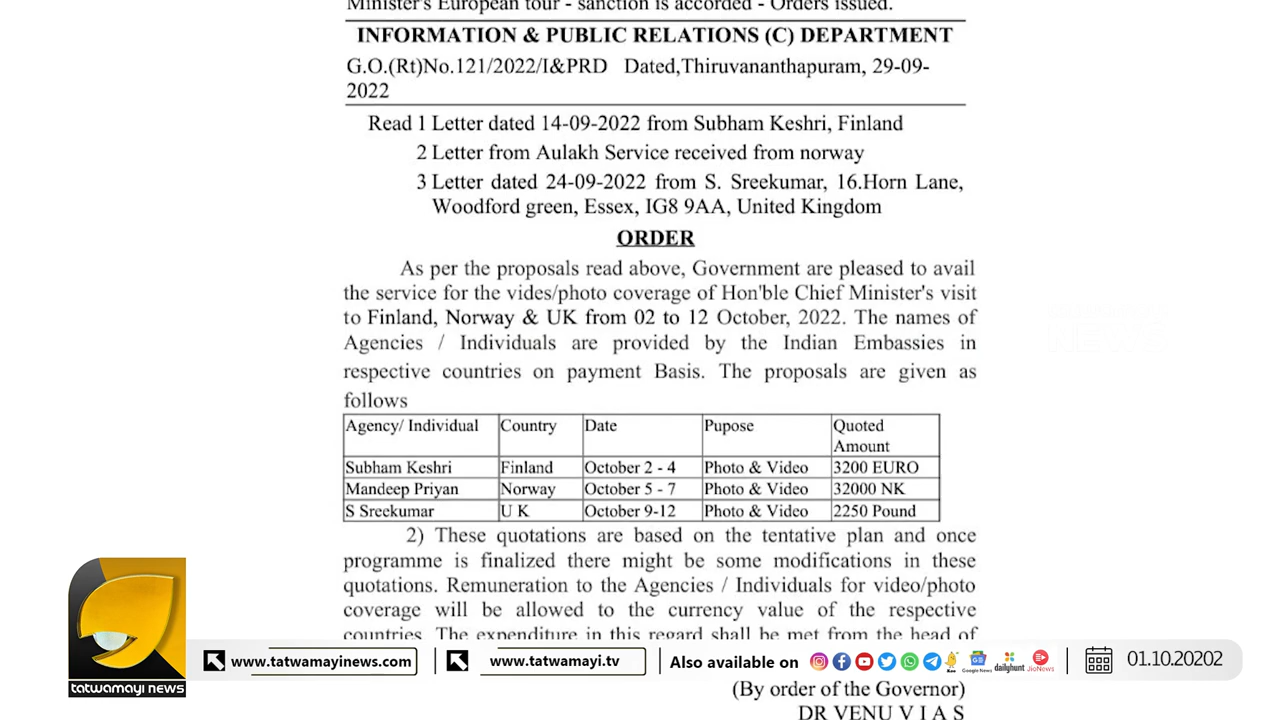 Minister's European tour - sanction is accorded - Orders issued.
INFORMATION & PUBLIC RELATIONS (C) DEPARTMENT
G.O.(Rt)No.121/2022/I&PRD Dated,Thiruvananthapuram, 29-09-
2022
Read 1 Letter dated 14-09-2022 from Subham Keshri, Finland
2 Letter from Aulakh Service received from norway
3 Letter dated 24-09-2022 from S. Sreekumar, 16.Horn Lane,
Woodford green, Essex, IG8 9AA, United Kingdom
ORDER
As per the proposals read above, Government are pleased to avail
the service for the vides/photo coverage of Hon'ble Chief Minister's visit
to Finland, Norway & UK from 02 to 12 October, 2022. The names of
Agencies / Individuals are provided by the Indian Embassies in
respective countries on payment Basis. The proposals are given as
follows
Agency/ Individual Country Date Pupose Quoted
Amount
Subham Keshri Finland October 2 - 4 Photo & Video 3200 EURO
Mandeep Priyan Norway October 5 - 7 Photo & Video 32000 NK
S Sreekumar U K October 9-12 Photo & Video 2250 Pound
2) These quotations are based on the tentative plan and once
programme is finalized there might be some modifications in these
quotations. Remuneration to the Agencies / Individuals for video/photo
coverage will be allowed to the currency value of the respective
countries. The expenditure in this regard shall be met from the head of
(By order of the Governor)
DR VENU V I A S
tatwamayi news
www.tatwamayinews.com
www.tatwamayi.tv
Also available on
Koo
Google News
dailyhunt
JioNews
01.10.20202
NEWS